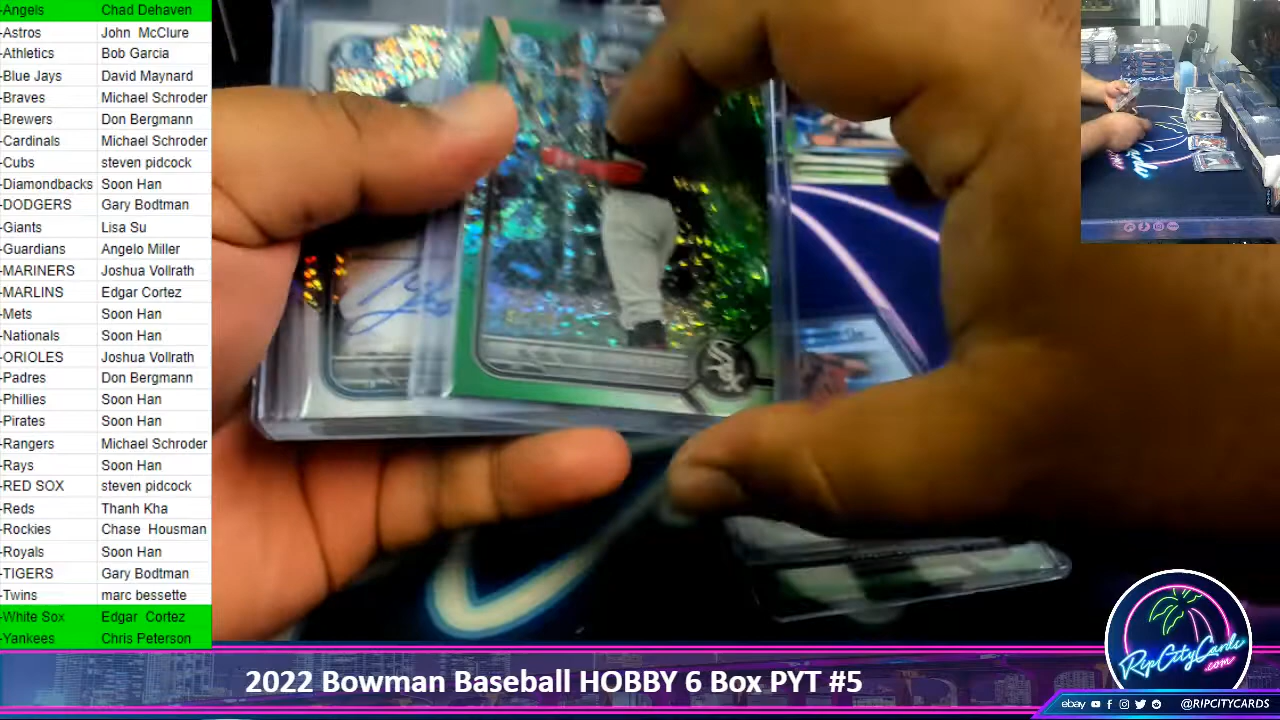 -Angels Chad Dehaven
-Astros John McClure
-Athletics Bob Garcia
-Blue Jays David Maynard
-Braves Michael Schroder
-Brewers Don Bergmann
-Cardinals Michael Schroder
-Cubs steven pidcock
-Diamondbacks Soon Han
-DODGERS Gary Bodtman
-Giants Lisa Su
-Guardians Angelo Miller
-MARINERS Joshua Vollrath
-MARLINS Edgar Cortez
-Mets Soon Han
-Nationals Soon Han
-ORIOLES Joshua Vollrath
-Padres Don Bergmann
-Phillies Soon Han
-Pirates Soon Han
-Rangers Michael Schroder
-Rays Soon Han
-RED SOX steven pidcock
-Reds Thanh Kha
-Rockies Chase Housman
-Royals Soon Han
-TIGERS Gary Bodtman
-Twins marc bessette
-White Sox Edgar Cortez
-Yankees Chris Peterson
SOX
2022 Bowman Baseball HOBBY 6 Box PYT #5
RipCityCards
.com
ebay @RIPCITYCARDS